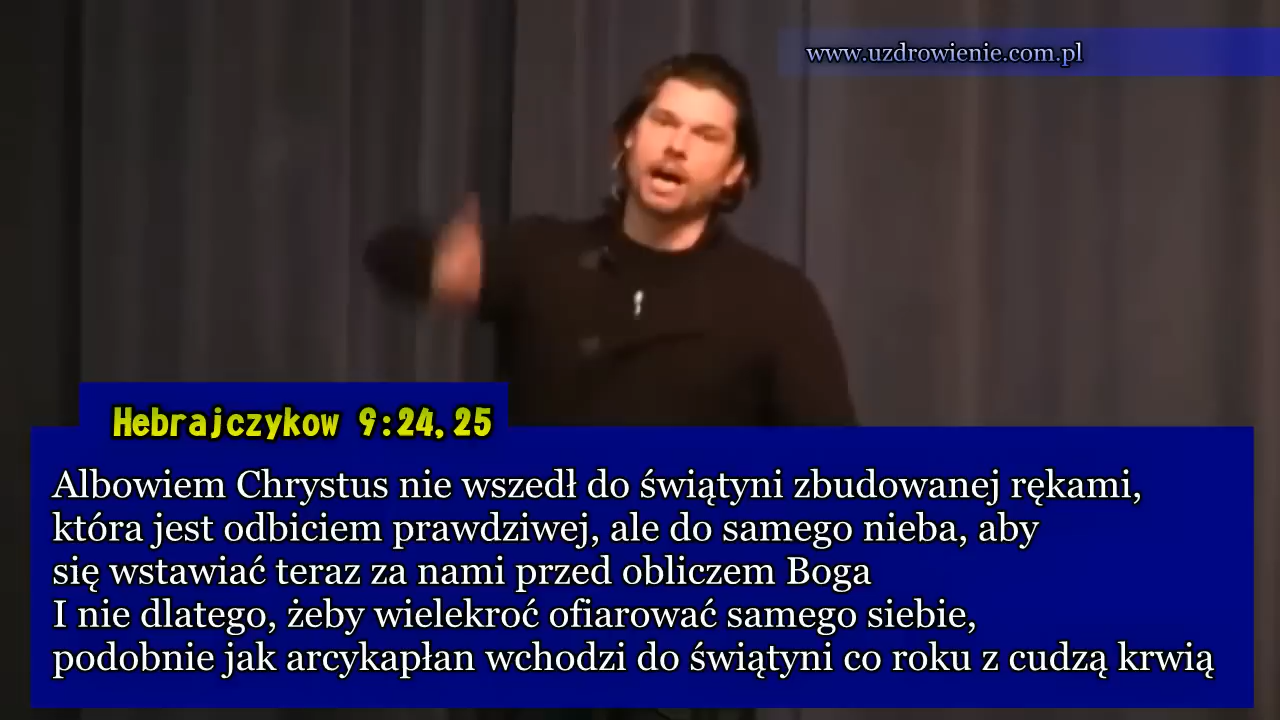 www.uzdrowienie.com.pl
Hebrajczykow 9:24,25
Albowiem Chrystus nie wszedł do świątyni zbudowanej rękami,
która jest odbiciem prawdziwej, ale do samego nieba, aby
się wstawiać teraz za nami przed obliczem Boga
I nie dlatego, żeby wielekroć ofiarować samego siebie,
podobnie jak arcykapłan wchodzi do świątyni co roku z cudzą krwią